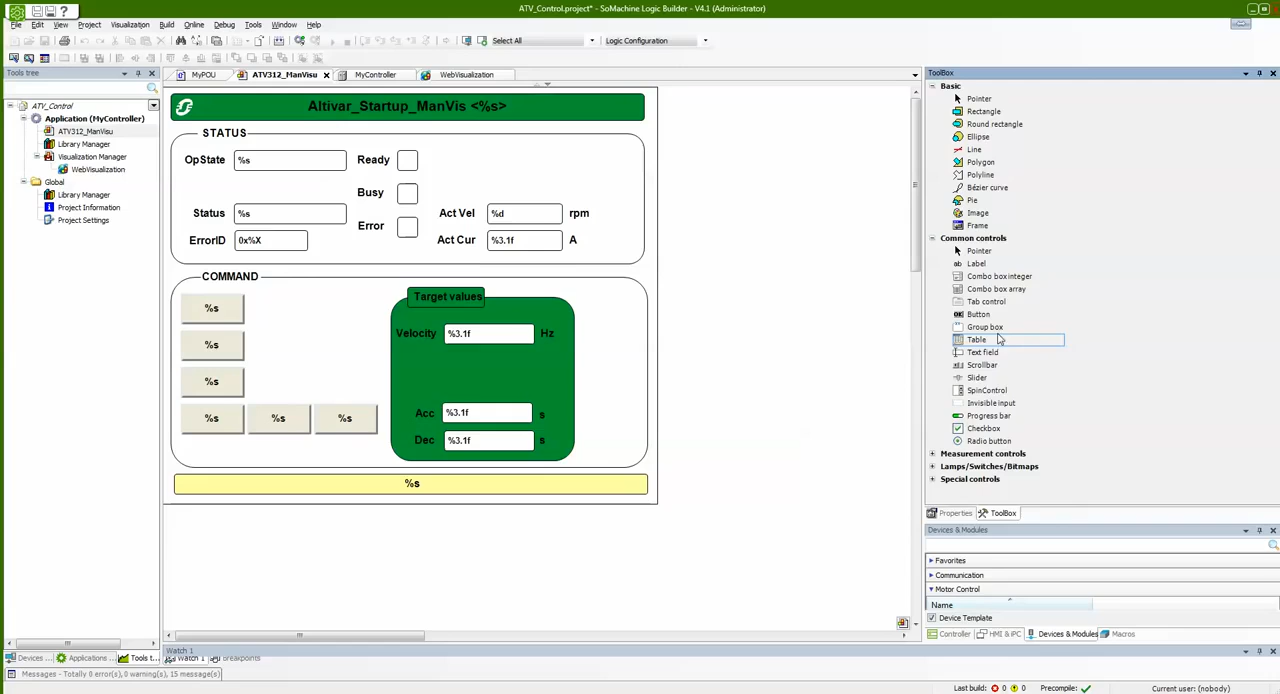 ATV_Control.project* - SoMachine Logic Builder - V4.1 (Administrator)
File Edit View Project Visualization Build Online Debug Tools Window Help
Select All Logic Configuration
Tools tree
ATV_Control
Application (MyController)
ATV312_ManVisu
Library Manager
Visualization Manager
WebVisualization
Global
Library Manager
Project Information
Project Settings
MyPOU ATV312_ManVisu MyController WebVisualization
Altivar_Startup_ManVis <%s>
STATUS
OpState %s Ready
Busy
Status %s Act Vel %d rpm
Error
ErrorID 0x%X Act Cur %3.1f A
COMMAND
Target values
%s
Velocity %3.1f Hz
%s
%s
Acc %3.1f s
%s %s %s
Dec %3.1f s
%s
ToolBox
Basic
Pointer
Rectangle
Round rectangle
Ellipse
Line
Polygon
Polyline
Bézier curve
Pie
Image
Frame
Common controls
Pointer
Label
Combo box integer
Combo box array
Tab control
Button
Group box
Table
Text field
Scrollbar
Slider
SpinControl
Invisible input
Progress bar
Checkbox
Radio button
Measurement controls
Lamps/Switches/Bitmaps
Special controls
Properties ToolBox
Devices & Modules
Favorites
Communication
Motor Control
Name
Device Template
Controller HMI & iPC Devices & Modules Macros
Devices ... Applications ... Tools t...
Watch 1
Watch 1 Breakpoints
Messages - Totally 0 error(s), 0 warning(s), 15 message(s)
Last build: 0 0 Precompile: Current user: (nobody)